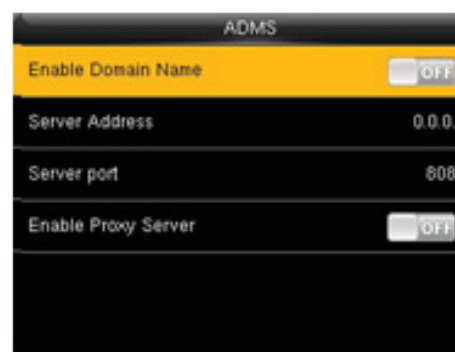 ADMS
Enable Domain Name OFF
Server Address 0.0.0.
Server port 808
Enable Proxy Server OFF